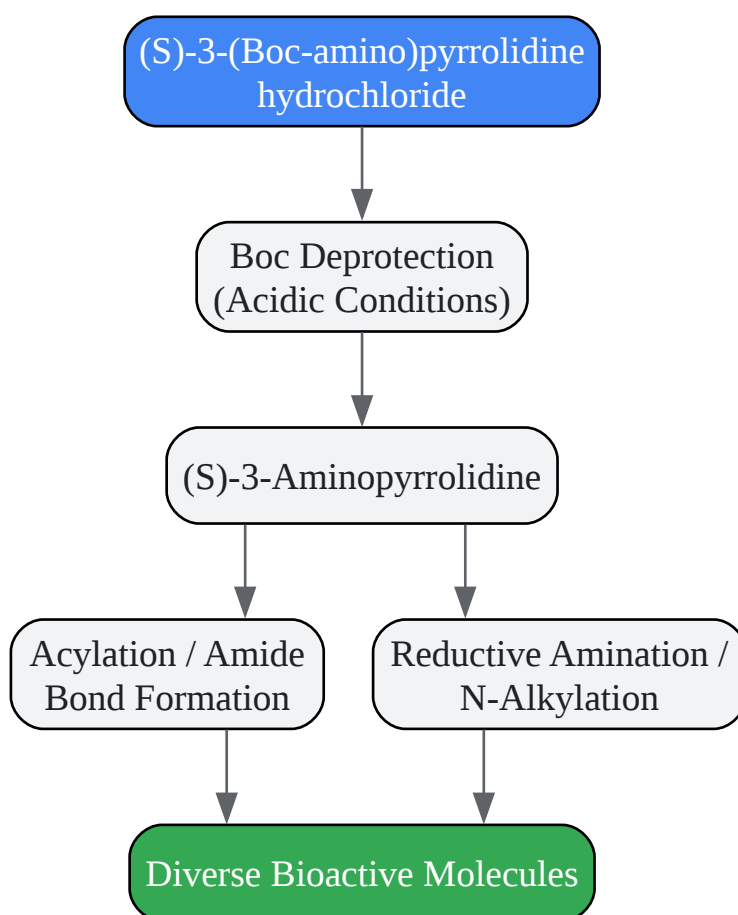 (S)-3-(Boc-amino)pyrrolidine
hydrochloride
Boc Deprotection
(Acidic Conditions)
(S)-3-Aminopyrrolidine
Acylation / Amide
Bond Formation
Reductive Amination /
N-Alkylation
Diverse Bioactive Molecules